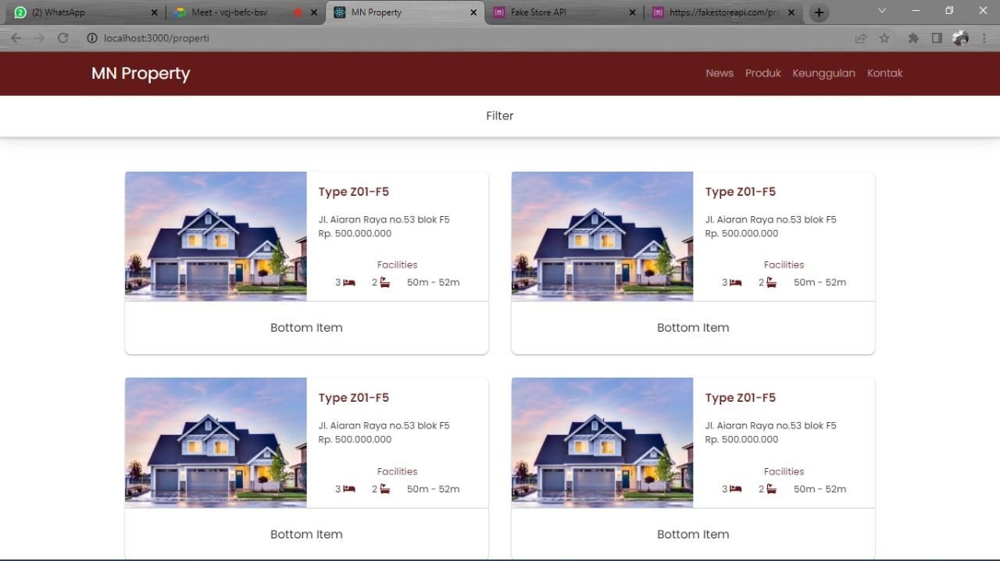 (2) WhatsApp
Meet - vcj-befc-bsv
MN Property
Fake Store API
https://fakestoreapi.com/pro
localhost:3000/properti
MN Property
News Produk Keunggulan Kontak
Filter
Type Z01-F5
Jl. Aiaran Raya no.53 blok F5
Rp. 500.000.000
Facilities
3 2 50m - 52m
Bottom Item
Type Z01-F5
Jl. Aiaran Raya no.53 blok F5
Rp. 500.000.000
Facilities
3 2 50m - 52m
Bottom Item
Type Z01-F5
Jl. Aiaran Raya no.53 blok F5
Rp. 500.000.000
Facilities
3 2 50m - 52m
Bottom Item
Type Z01-F5
Jl. Aiaran Raya no.53 blok F5
Rp. 500.000.000
Facilities
3 2 50m - 52m
Bottom Item